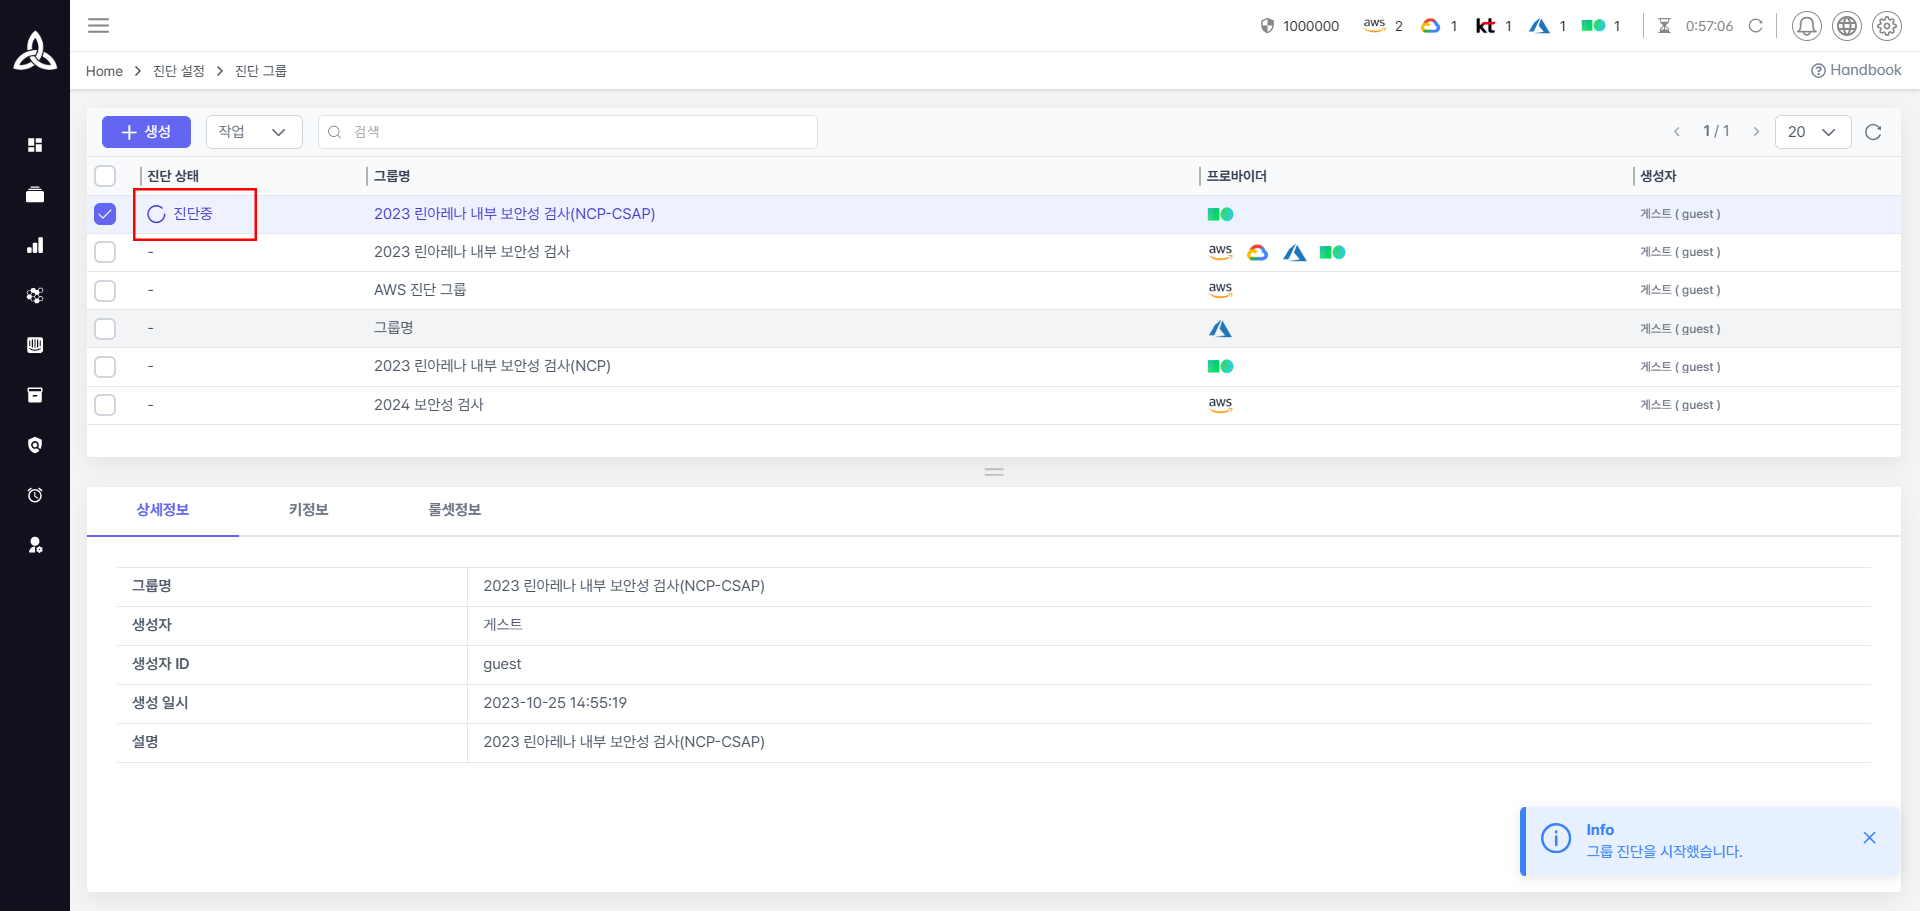 1000000 aws 2 1 kt 1 1 1 0:57:06
Home > 진단 설정 > 진단 그룹 Handbook
생성 작업 검색 1 / 1 20
진단 상태 그룹명 프로바이더 생성자
진단중 2023 린아레나 내부 보안성 검사(NCP-CSAP) 게스트 ( guest )
- 2023 린아레나 내부 보안성 검사 aws 게스트 ( guest )
- AWS 진단 그룹 aws 게스트 ( guest )
- 그룹명 게스트 ( guest )
- 2023 린아레나 내부 보안성 검사(NCP) 게스트 ( guest )
- 2024 보안성 검사 aws 게스트 ( guest )
상세정보 키정보 룰셋정보
그룹명 2023 린아레나 내부 보안성 검사(NCP-CSAP)
생성자 게스트
생성자 ID guest
생성 일시 2023-10-25 14:55:19
설명 2023 린아레나 내부 보안성 검사(NCP-CSAP)
Info
그룹 진단을 시작했습니다.